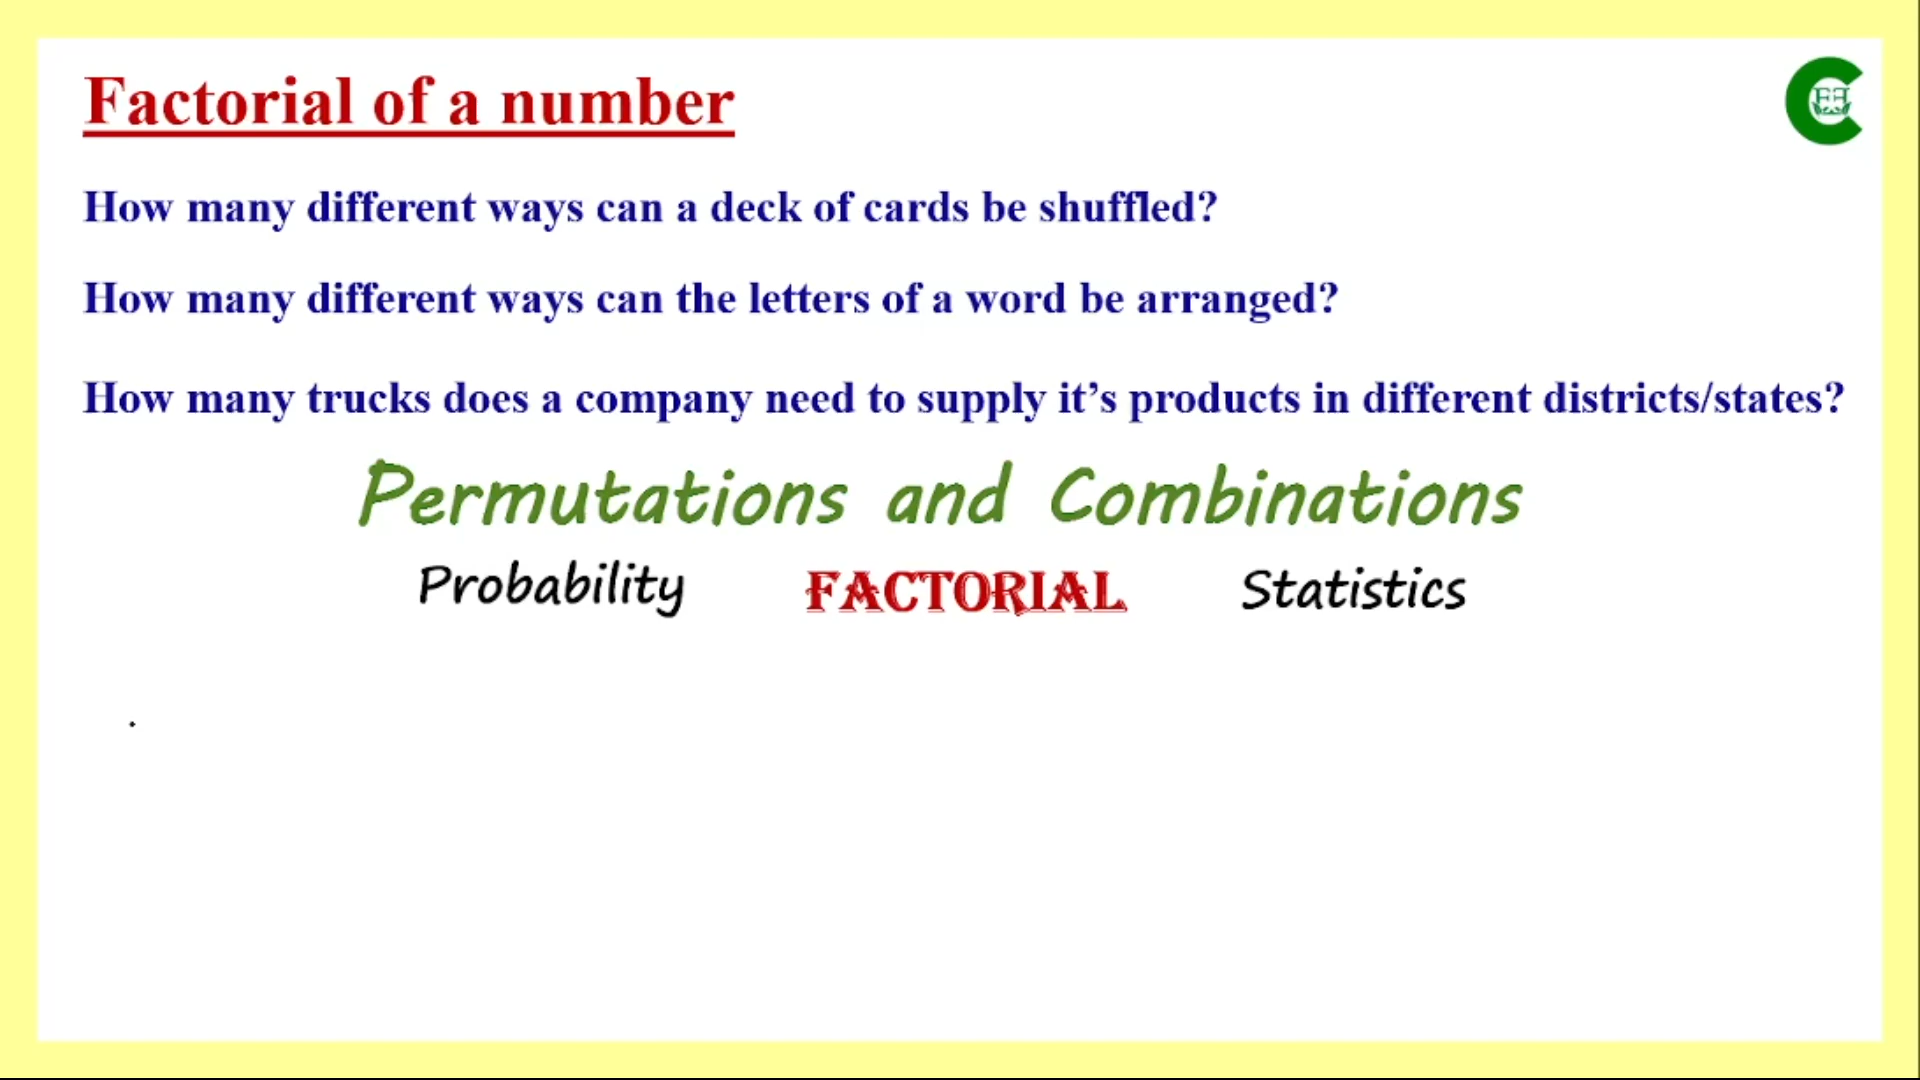 Factorial of a number
How many different ways can a deck of cards be shuffled?
How many different ways can the letters of a word be arranged?
How many trucks does a company need to supply it’s products in different districts/states?
Permutations and Combinations
Probability FACTORIAL Statistics